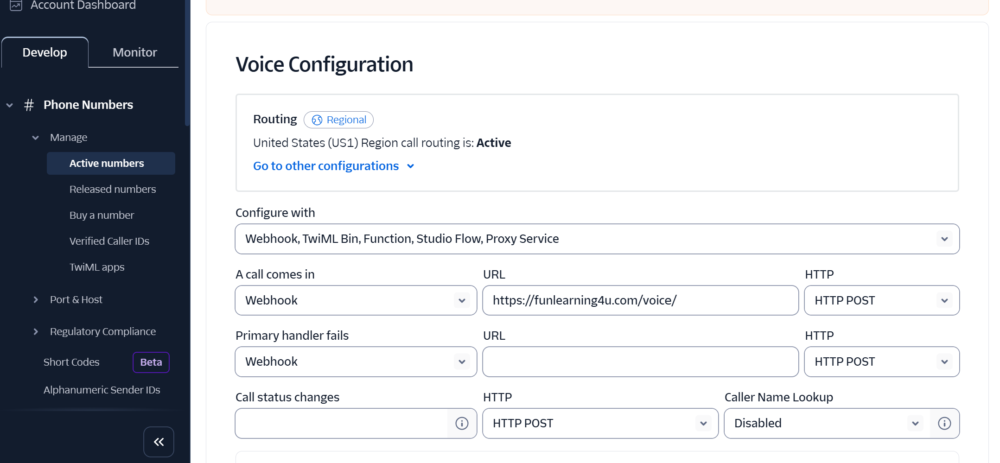 Account Dashboard
Develop
Monitor
Phone Numbers
Manage
Active numbers
Released numbers
Buy a number
Verified Caller IDs
TwiML apps
Port & Host
Regulatory Compliance
Short Codes
Beta
Alphanumeric Sender IDs
Voice Configuration
Routing
Regional
United States (US1) Region call routing is: Active
Go to other configurations
Configure with
Webhook, TwiML Bin, Function, Studio Flow, Proxy Service
A call comes in
URL
HTTP
Webhook
https://funlearning4u.com/voice/
HTTP POST
Primary handler fails
URL
HTTP
Webhook
HTTP POST
Call status changes
HTTP
Caller Name Lookup
HTTP POST
Disabled